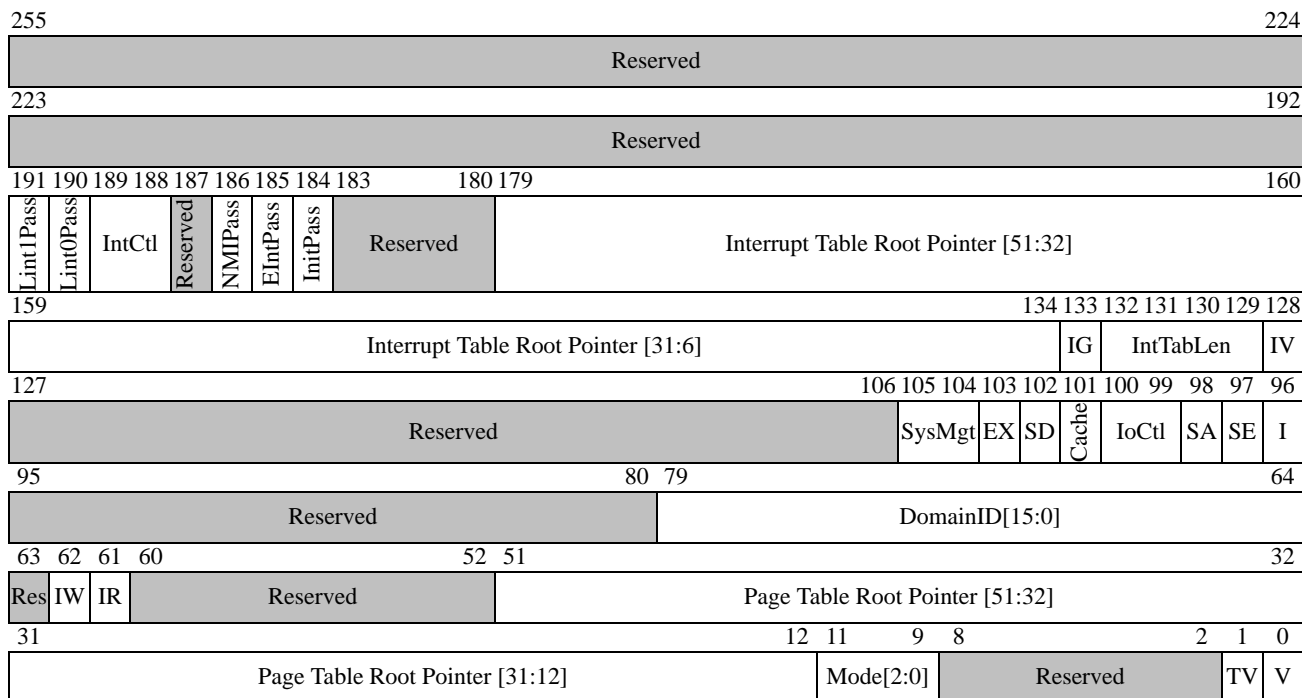 255 224
Reserved
223 192
Reserved
191 190 189 188 187 186 185 184 183 180 179 160
Lint1Pass Lint0Pass IntCtl Reserved NMIPass EIntPass InitPass Reserved Interrupt Table Root Pointer [51:32]
159 134 133 132 131 130 129 128
Interrupt Table Root Pointer [31:6] IG IntTabLen IV
127 106 105 104 103 102 101 100 99 98 97 96
Reserved SysMgt EX SD Cache IoCtl SA SE I
95 80 79 64
Reserved DomainID[15:0]
63 62 61 60 52 51 32
Res IW IR Reserved Page Table Root Pointer [51:32]
31 12 11 9 8 2 1 0
Page Table Root Pointer [31:12] Mode[2:0] Reserved TV V